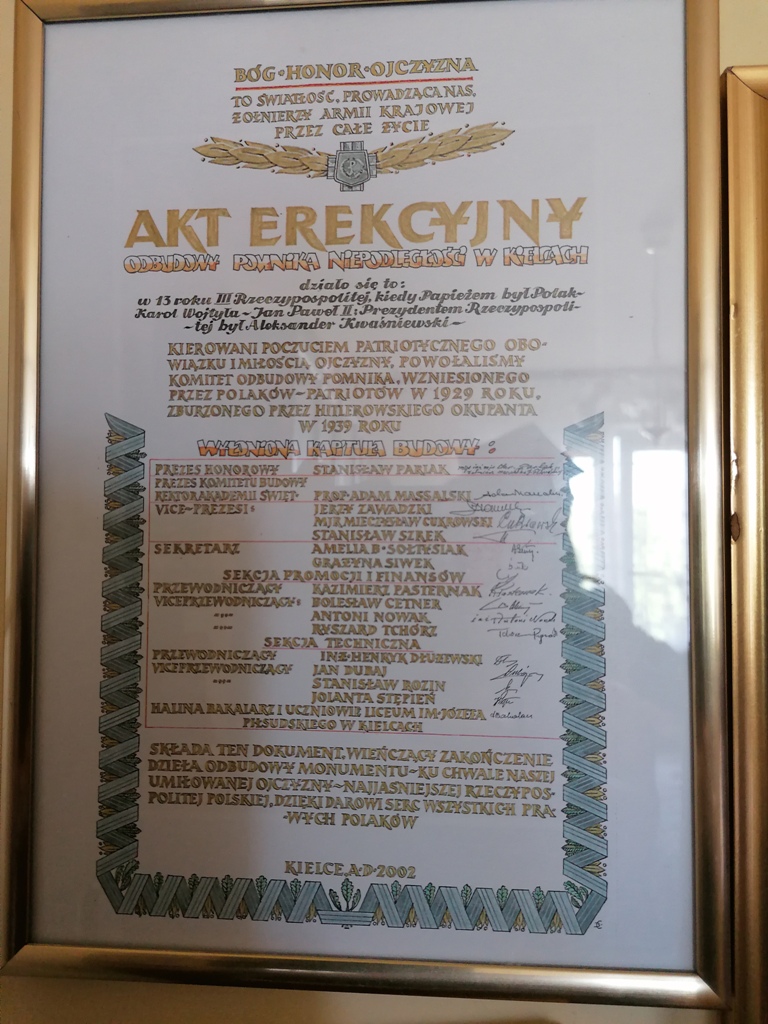 BÓG·HONOR·OJCZYZNA
TO ŚWIATŁOŚĆ, PROWADZĄCA NAS,
ŻOŁNIERZY ARMII KRAJOWEJ
PRZEZ CAŁE ŻYCIE
AKT EREKCYJNY
ODBUDOWY POMNIKA NIEPODLEGŁOŚCI W KIELCACH
działo się to:
w 13 roku III Rzeczypospolitej, kiedy Papieżem był Polak-
Karol Wojtyła - Jan Paweł II; Prezydentem Rzeczypospoli-
-tej był Aleksander Kwaśniewski-
KIEROWANI POCZUCIEM PATRIOTYCZNEGO OBO-
WIĄZKU I MIŁOŚCIĄ OJCZYZNY, POWOŁALIŚMY
KOMITET ODBUDOWY POMNIKA, WZNIESIONEGO
PRZEZ POLAKÓW-PATRIOTÓW W 1929 ROKU,
ZBURZONEGO PRZEZ HITLEROWSKIEGO OKUPANTA
W 1939 ROKU
WYŁONIONA KAPITUŁA BUDOWY:
PREZES HONOROWY STANISŁAW PARIAK
PREZES KOMITETU BUDOWY
REKTOR AKADEMII ŚWIĘT. PROF. ADAM MASSALSKI
VICE-PREZESI: JERZY ZAWADZKI
MJR. MIECZYSŁAW CUKROWSKI
STANISŁAW SZREK
SEKRETARZ AMELIA B. SOŁTYSIAK
GRAŻYNA SIWEK
SEKCJA PROMOCJI I FINANSÓW
PRZEWODNICZĄCY KAZIMIERZ PASTERNAK
VICEPRZEWODNICZĄCY: BOLESŁAW CETNER
-"- ANTONI NOWAK
-"- RYSZARD TCHÓRZ
SEKCJA TECHNICZNA
PRZEWODNICZĄCY INŻ. HENRYK DŁUŻEWSKI
VICEPRZEWODNICZĄCY JAN DUBAJ
-"- STANISŁAW ROZIN
JOLANTA STĘPIEŃ
HALINA BAKALARZ I UCZNIOWIE LICEUM IM. JÓZEFA
PIŁSUDSKIEGO W KIELCACH
SKŁADA TEN DOKUMENT, WIEŃCZĄCY ZAKOŃCZENIE
DZIEŁA ODBUDOWY MONUMENTU - KU CHWALE NASZEJ
UMIŁOWANEJ OJCZYZNY - NAJJAŚNIEJSZEJ RZECZYPOS-
POLITEJ POLSKIEJ, DZIĘKI DAROWI SERC WSZYSTKICH PRA-
-WYCH POLAKÓW
KIELCE, A·D·2002